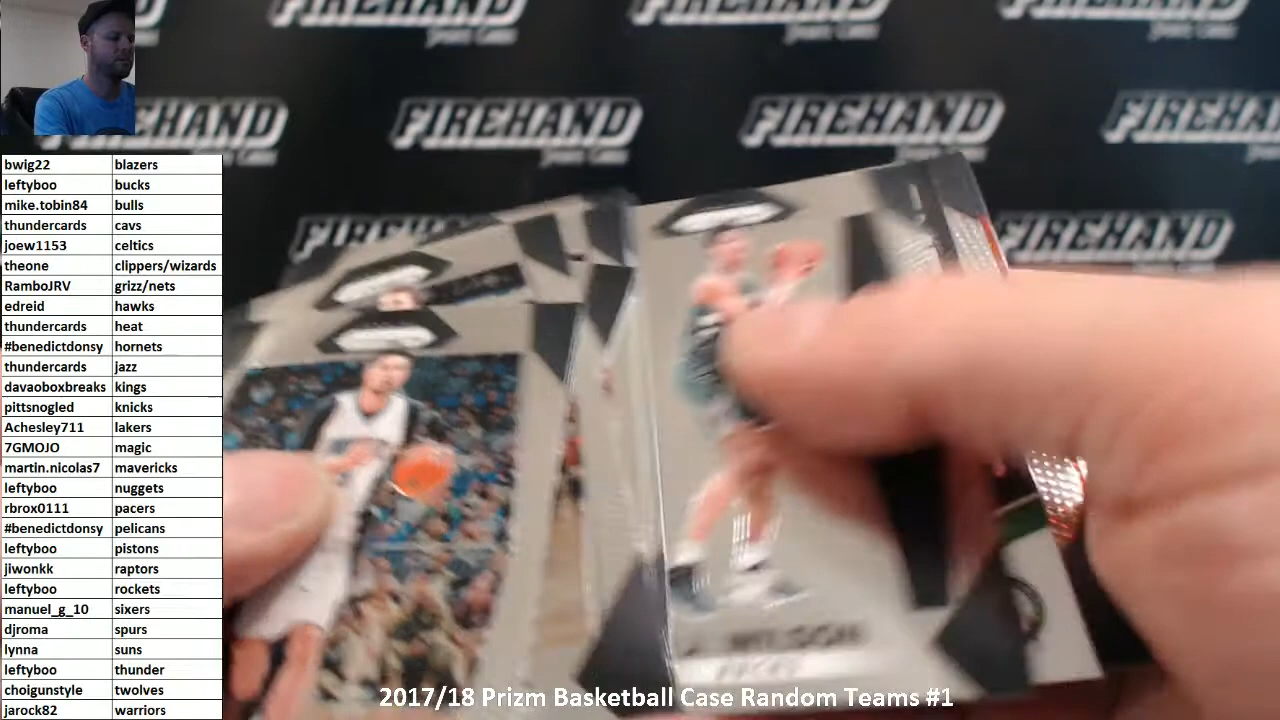 FIREHAND
FIREHAND
FIREHAND
FIREHAND
FIREHAND
FIREHAND
FIREHAND
FIREHAND
bwig22 blazers
leftyboo bucks
mike.tobin84 bulls
thundercards cavs
joew1153 celtics
theone clippers/wizards
RamboJRV grizz/nets
edreid hawks
thundercards heat
#benedictdonsy hornets
thundercards jazz
davaoboxbreaks kings
pittsnogled knicks
Achesley711 lakers
7GMOJO magic
martin.nicolas7 mavericks
leftyboo nuggets
rbrox0111 pacers
#benedictdonsy pelicans
leftyboo pistons
jiwonkk raptors
leftyboo rockets
manuel_g_10 sixers
djroma spurs
lynna suns
leftyboo thunder
choigunstyle twolves
jarock82 warriors
WILSON
2017/18 Prizm Basketball Case Random Teams #1